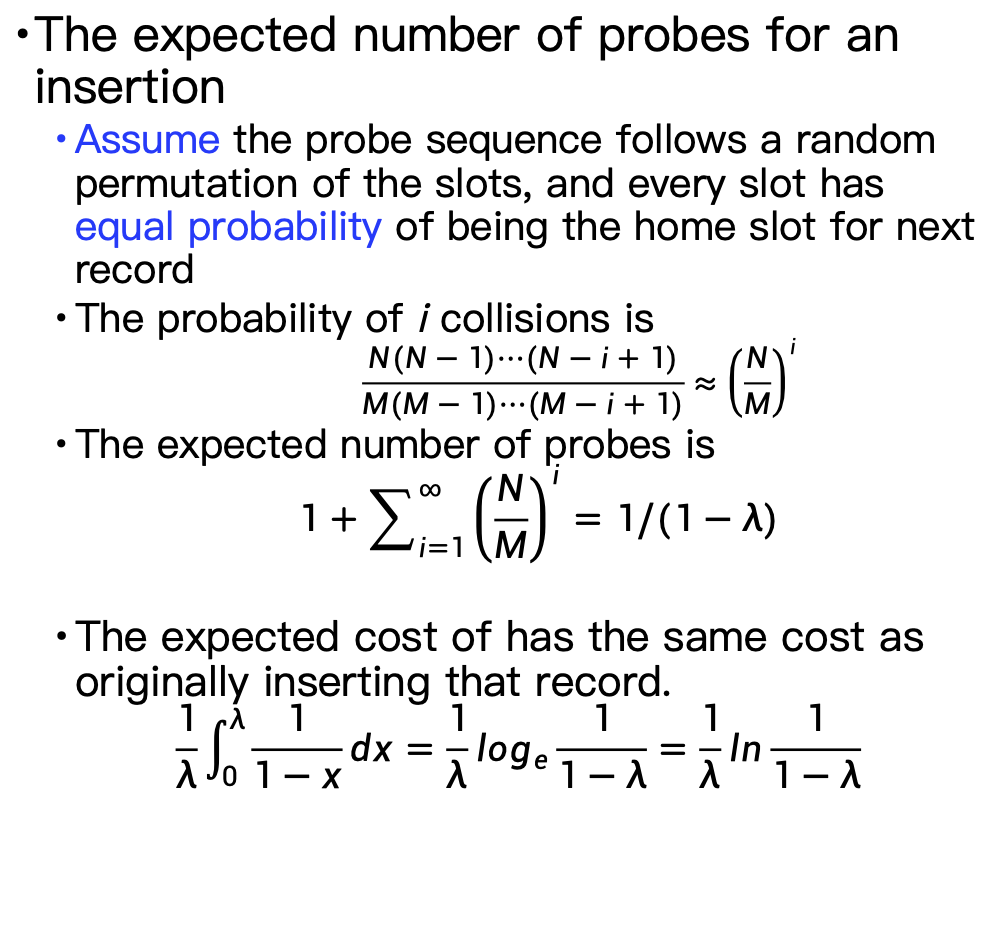 •The expected number of probes for an
insertion
•Assume the probe sequence follows a random
permutation of the slots, and every slot has
equal probability of being the home slot for next
record
•The probability of i collisions is
N(N − 1)⋯(N − i + 1) / M(M − 1)⋯(M − i + 1) ≈ (N/M)^i
•The expected number of probes is
1 + ∑_{i=1}^∞ (N/M)^i = 1/(1 − λ)
•The expected cost of has the same cost as
originally inserting that record.
1/λ ∫_0^λ 1/(1 − x) dx = 1/λ log_e 1/(1 − λ) = 1/λ ln 1/(1 − λ)